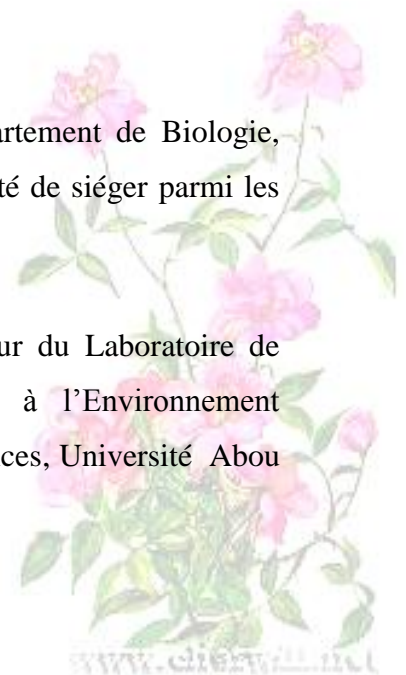 artement de Biologie,
té de siéger parmi les
ur du Laboratoire de
à l'Environnement
ces, Université Abou